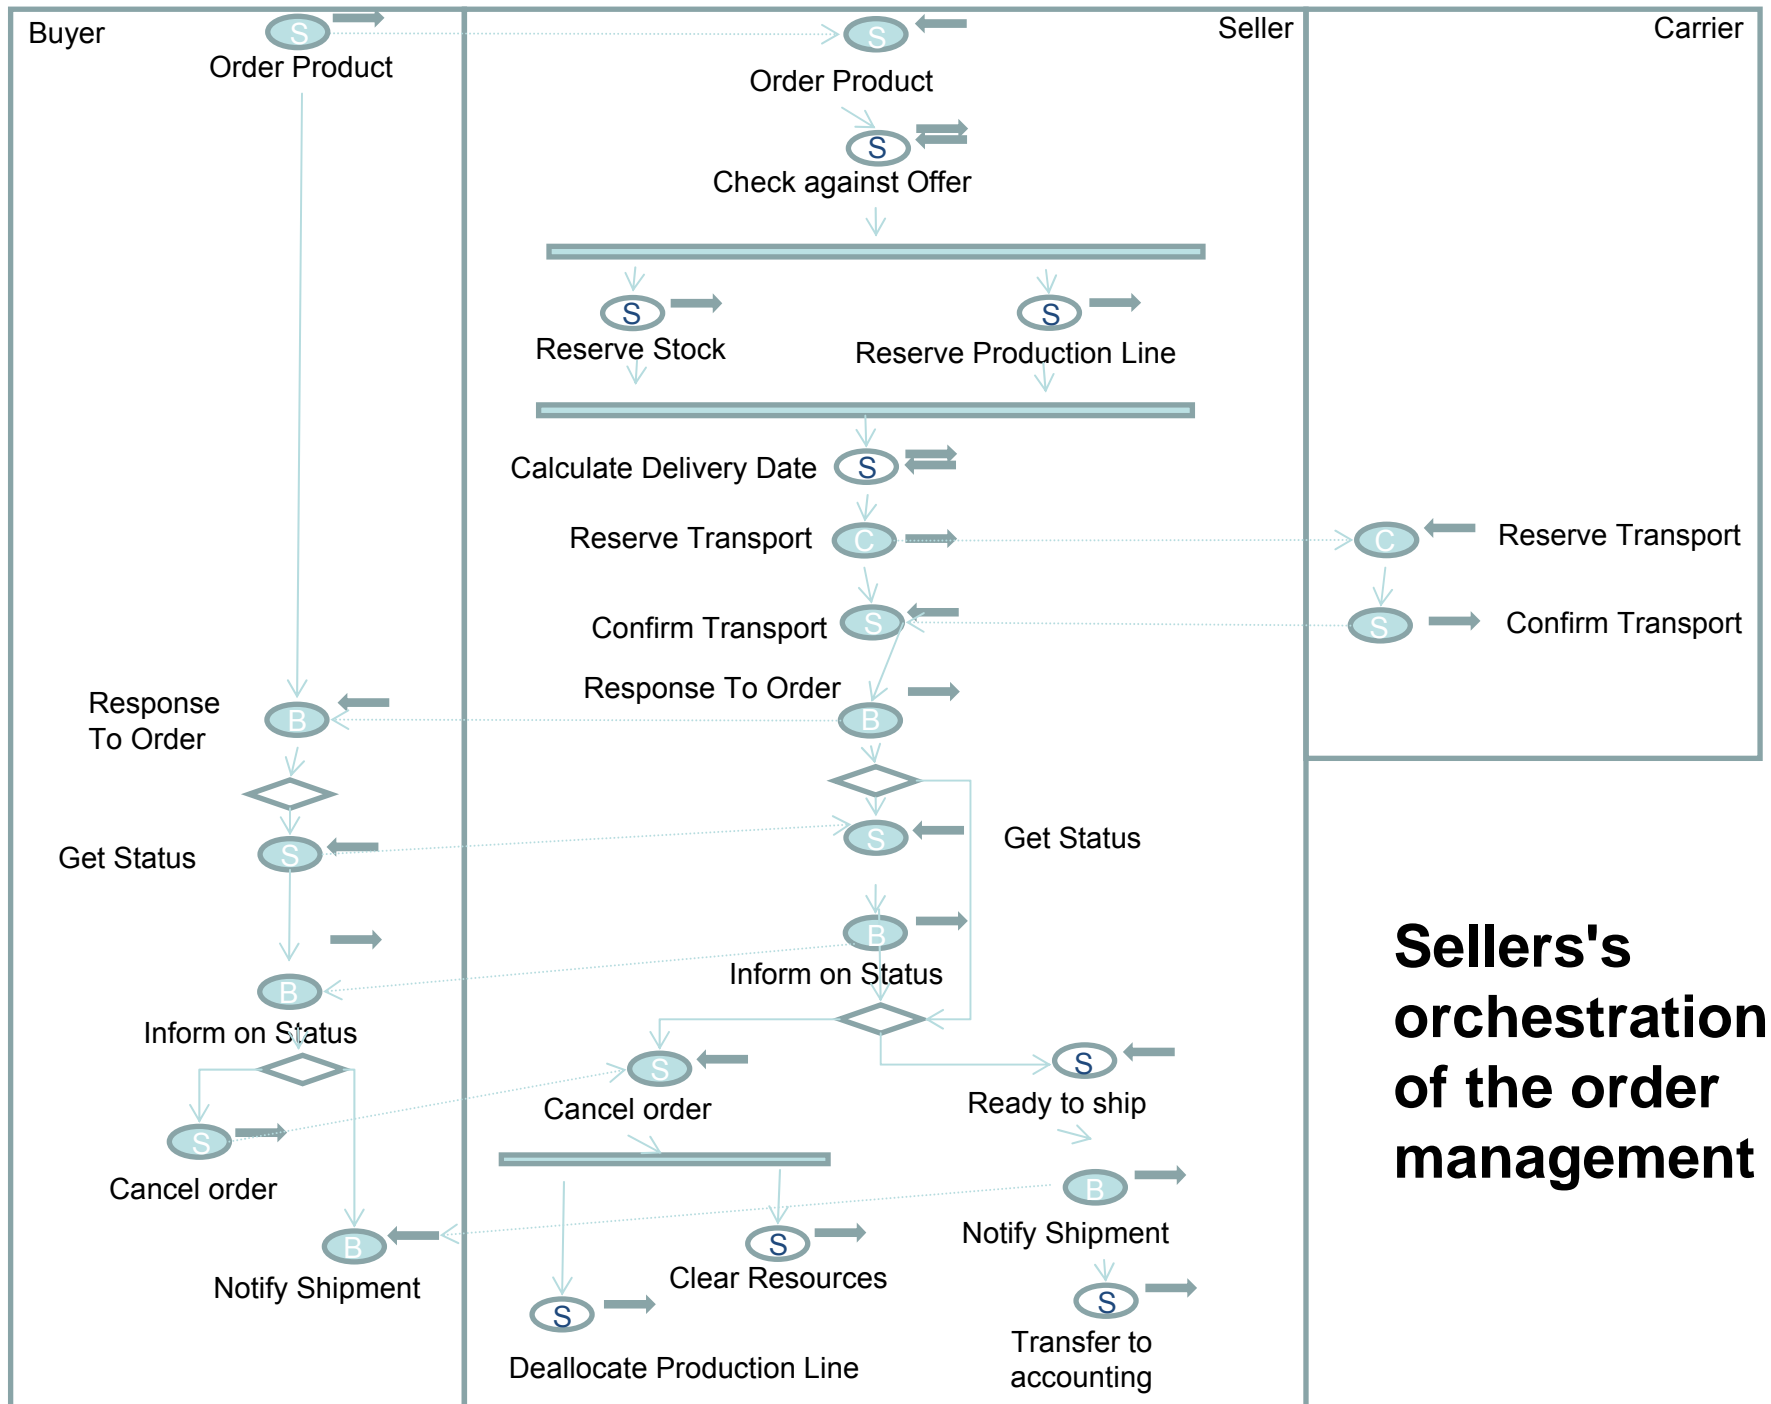 Buyer
Seller
Carrier
S
S
Order Product
Order Product
S
Check against Offer
S
S
Reserve Stock
Reserve Production Line
Calculate Delivery Date
S
Reserve Transport
C
C
Reserve Transport
Confirm Transport
S
S
Confirm Transport
Response To Order
B
Response
To Order
B
Get Status
S
S
Get Status
B
Inform on Status
B
Inform on Status
Sellers's
orchestration
of the order
management
S
Cancel order
S
Ready to ship
S
Cancel order
B
Notify Shipment
B
Notify Shipment
S
Clear Resources
S
Deallocate Production Line
S
Transfer to
accounting